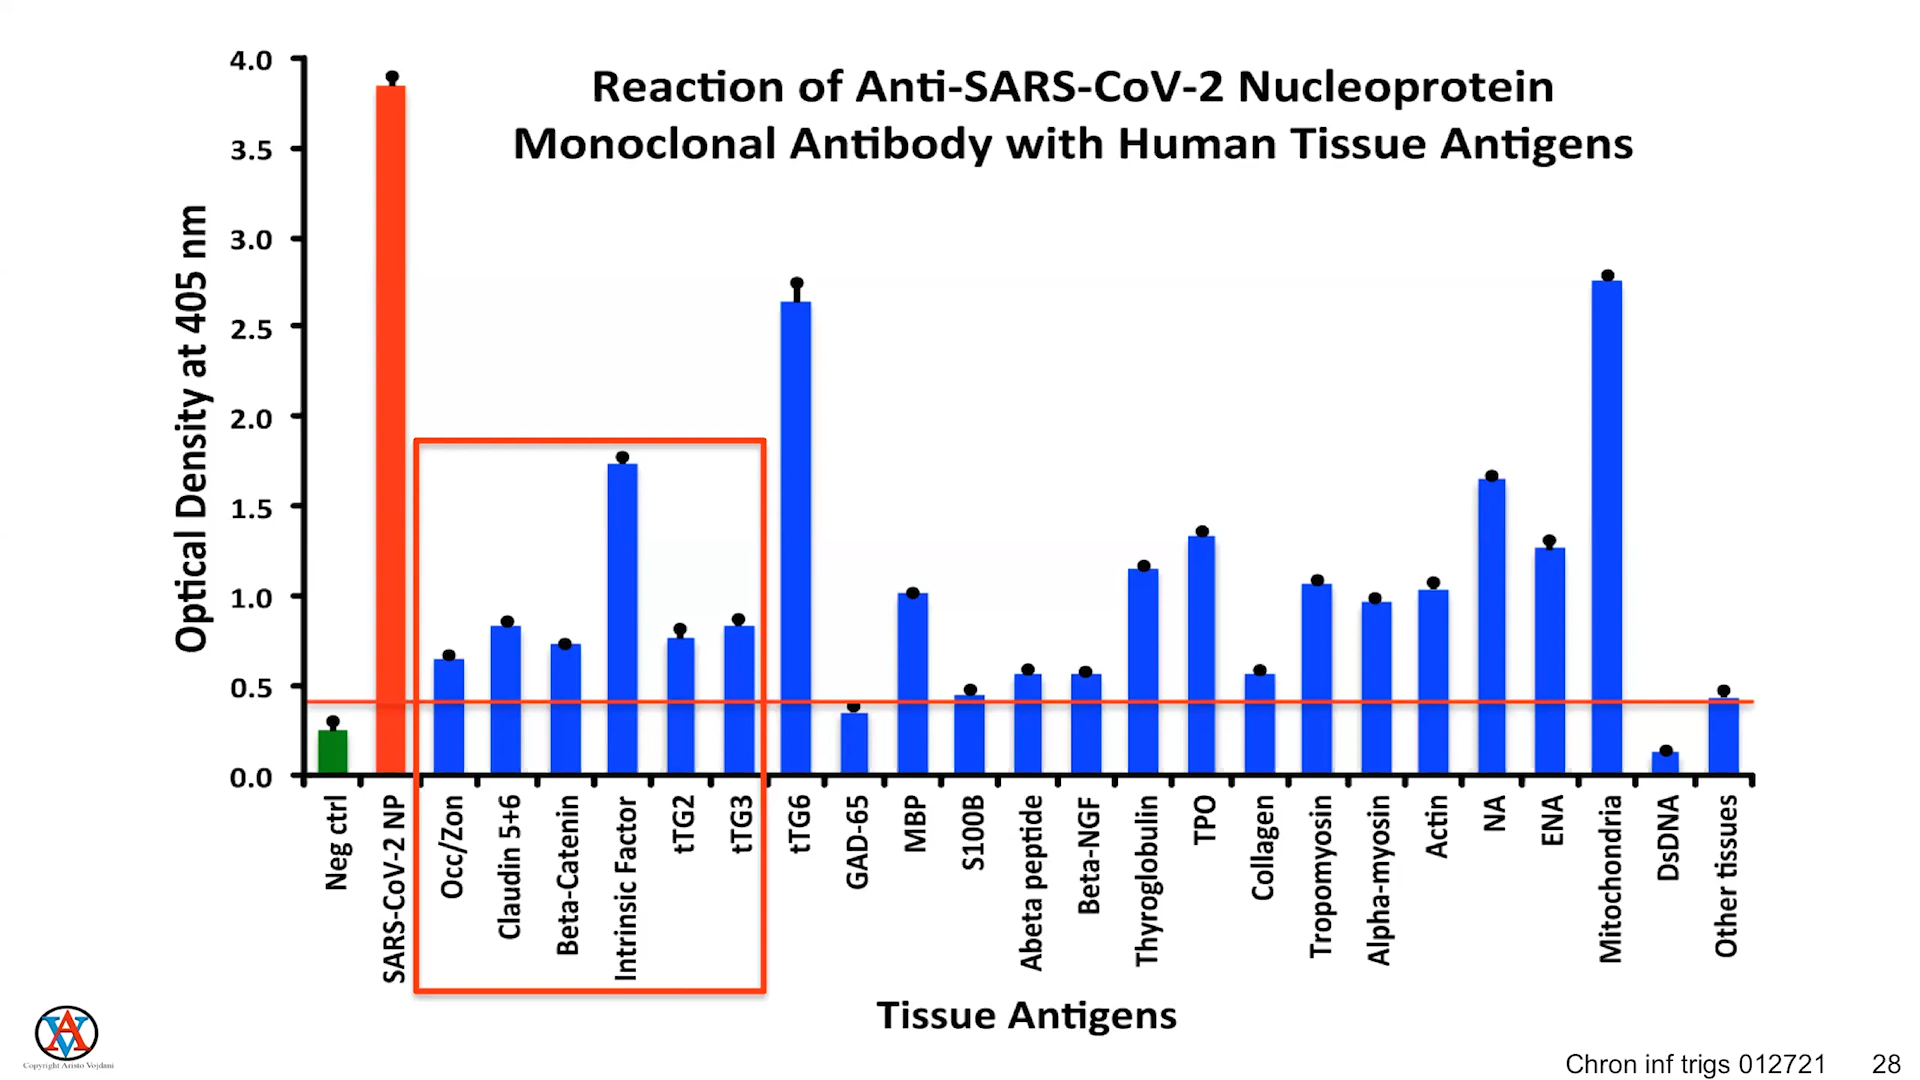 Reaction of Anti-SARS-CoV-2 Nucleoprotein
Monoclonal Antibody with Human Tissue Antigens
Optical Density at 405 nm
4.0
3.5
3.0
2.5
2.0
1.5
1.0
0.5
0.0
Neg ctrl
SARS-CoV-2 NP
Occ/Zon
Claudin 5+6
Beta-Catenin
Intrinsic Factor
tTG2
tTG3
tTG6
GAD-65
MBP
S100B
Abeta peptide
Beta-NGF
Thyroglobulin
TPO
Collagen
Tropomyosin
Alpha-myosin
Actin
NA
ENA
Mitochondria
DsDNA
Other tissues
Tissue Antigens
AV
Copyright Aristo Vojdani
Chron inf trigs 012721 28